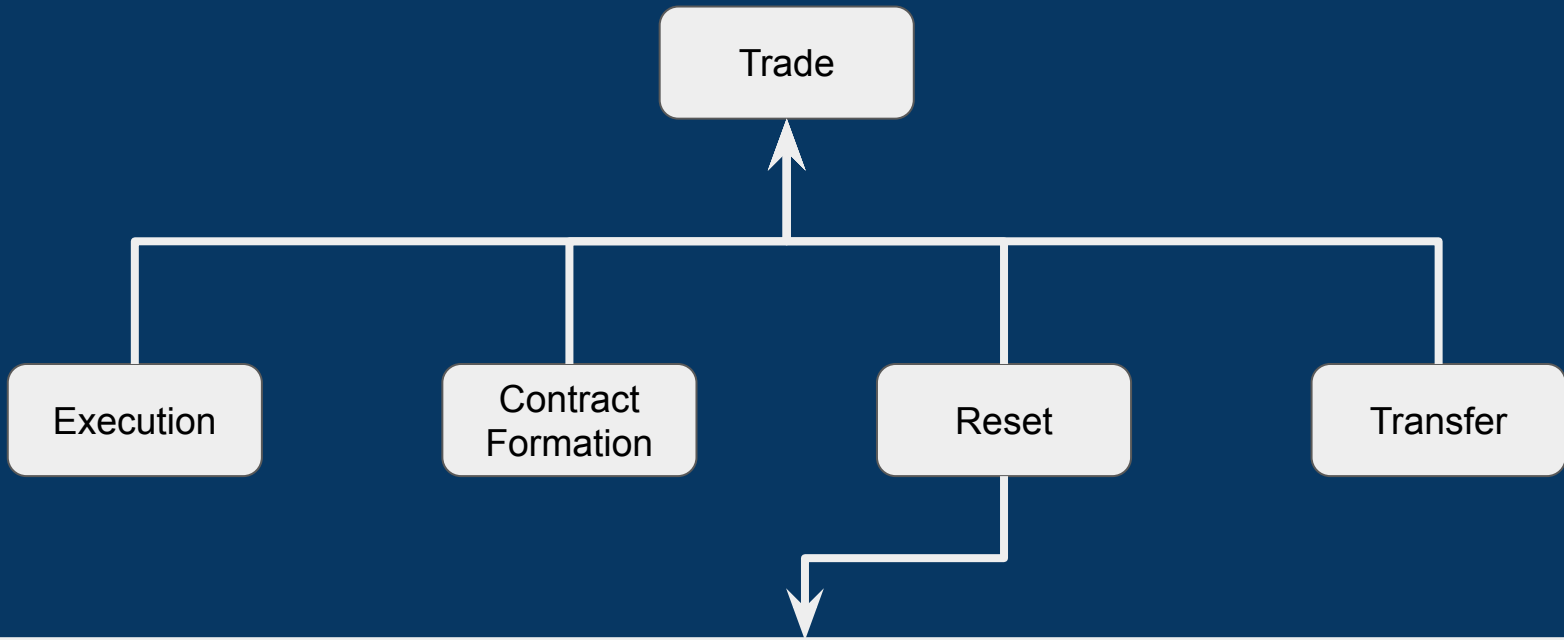 Trade
Execution
Contract
Formation
Reset
Transfer